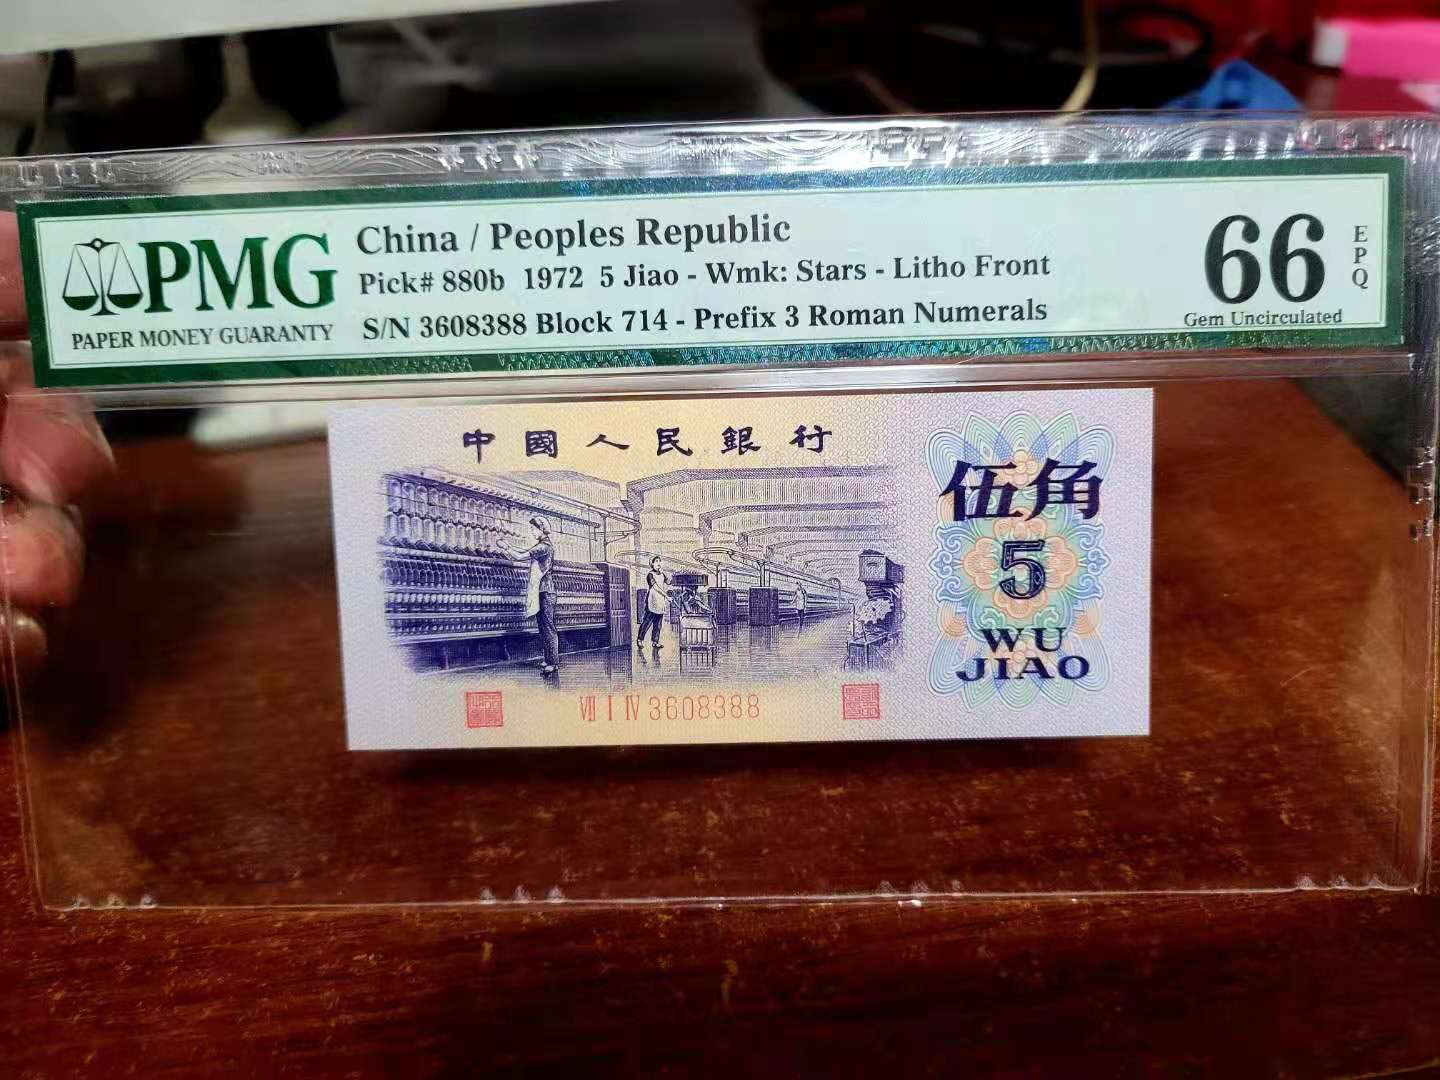 PMG
PAPER MONEY GUARANTY
China / Peoples Republic
Pick# 880b 1972 5 Jiao - Wmk: Stars - Litho Front
S/N 3608388 Block 714 - Prefix 3 Roman Numerals
66
EPQ
Gem Uncirculated
中國人民銀行
伍角
5
WU
JIAO
Ⅶ Ⅰ Ⅳ 3608388